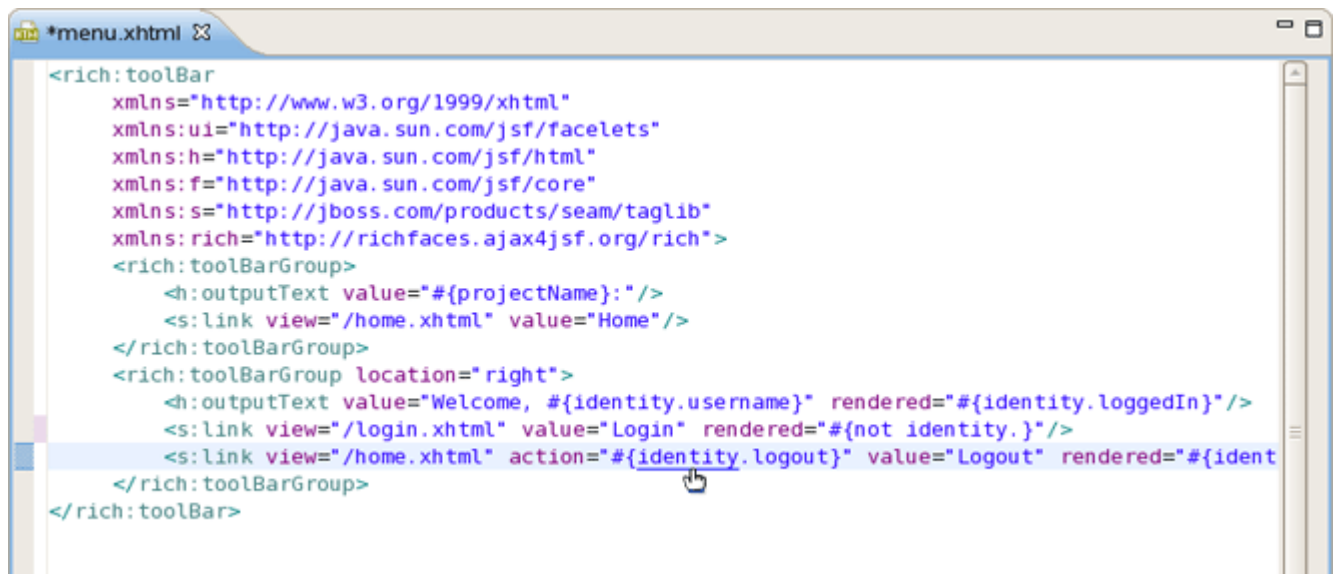 *menu.xhtml
<rich:toolBar
xmlns="http://www.w3.org/1999/xhtml"
xmlns:ui="http://java.sun.com/jsf/facelets"
xmlns:h="http://java.sun.com/jsf/html"
xmlns:f="http://java.sun.com/jsf/core"
xmlns:s="http://jboss.com/products/seam/taglib"
xmlns:rich="http://richfaces.ajax4jsf.org/rich">
<rich:toolBarGroup>
<h:outputText value="#{projectName}:"/>
<s:link view="/home.xhtml" value="Home"/>
</rich:toolBarGroup>
<rich:toolBarGroup location="right">
<h:outputText value="Welcome, #{identity.username}" rendered="#{identity.loggedIn}"/>
<s:link view="/login.xhtml" value="Login" rendered="#{not identity.}"/>
<s:link view="/home.xhtml" action="#{identity.logout}" value="Logout" rendered="#{ident
</rich:toolBarGroup>
</rich:toolBar>